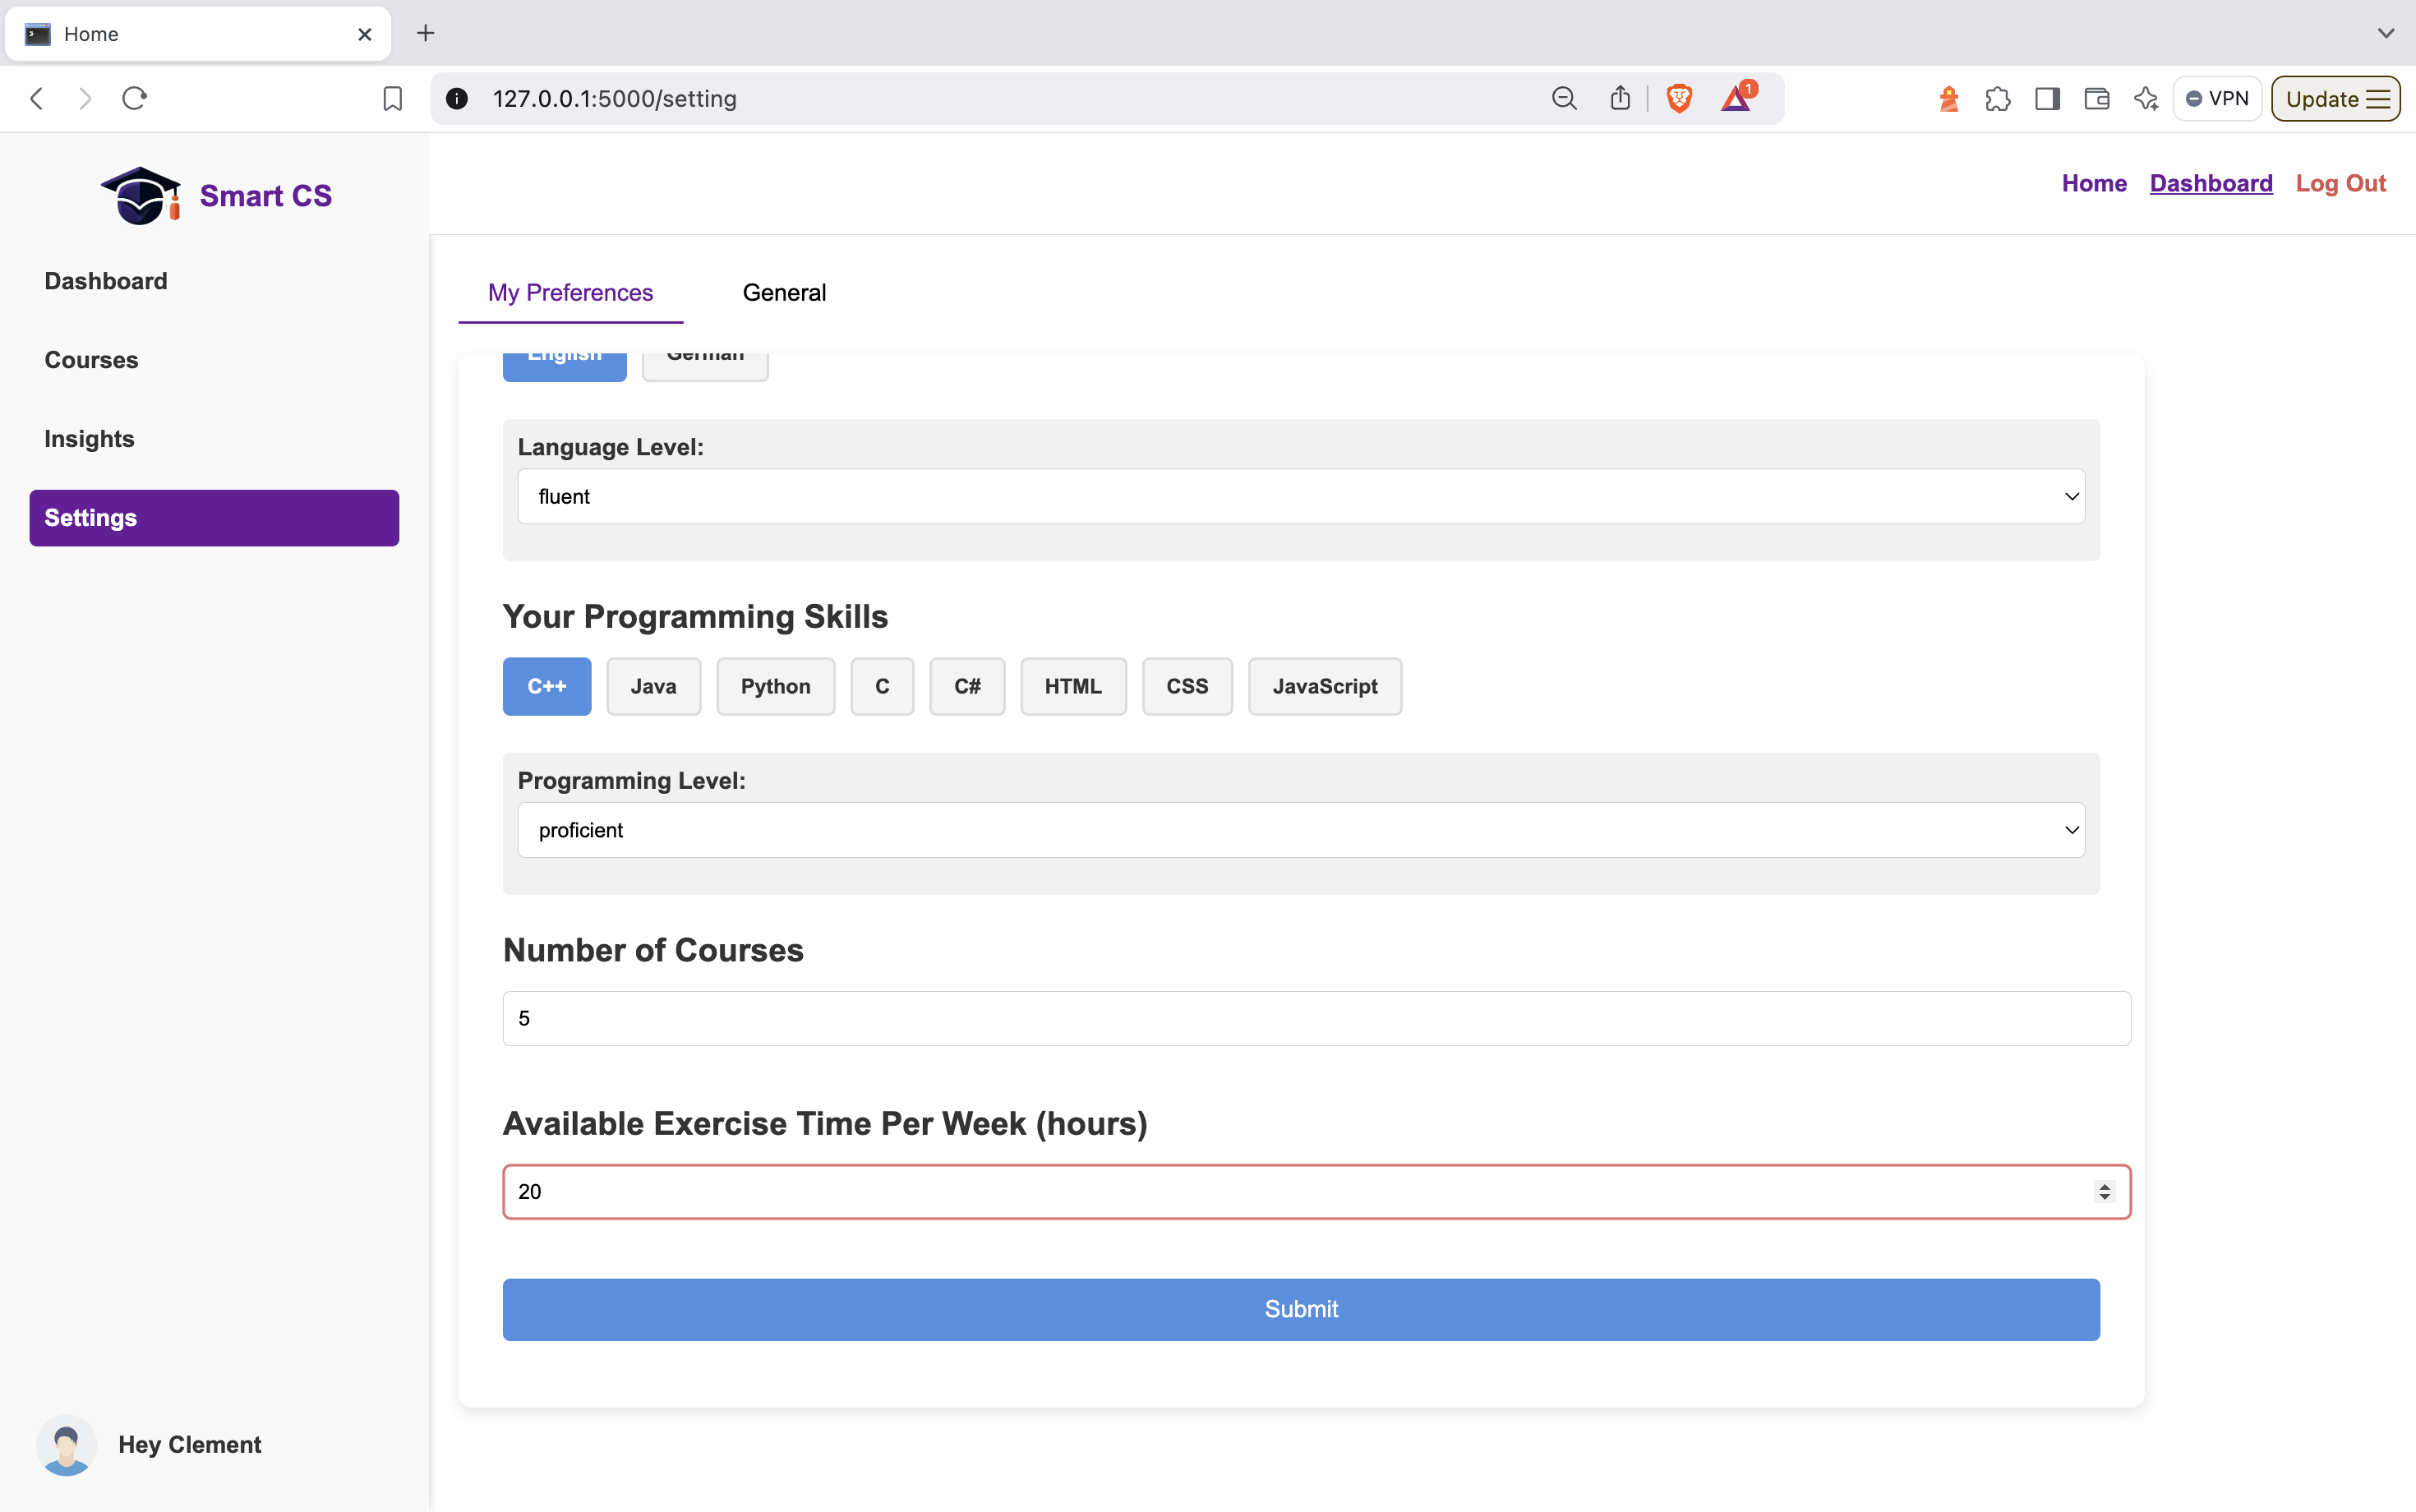 Home
127.0.0.1:5000/setting
1
VPN
Update
Smart CS
Home Dashboard Log Out
Dashboard
Courses
Insights
Settings
My Preferences General
English German
Language Level:
fluent
Your Programming Skills
C++ Java Python C C# HTML CSS JavaScript
Programming Level:
proficient
Number of Courses
5
Available Exercise Time Per Week (hours)
20
Submit
Hey Clement